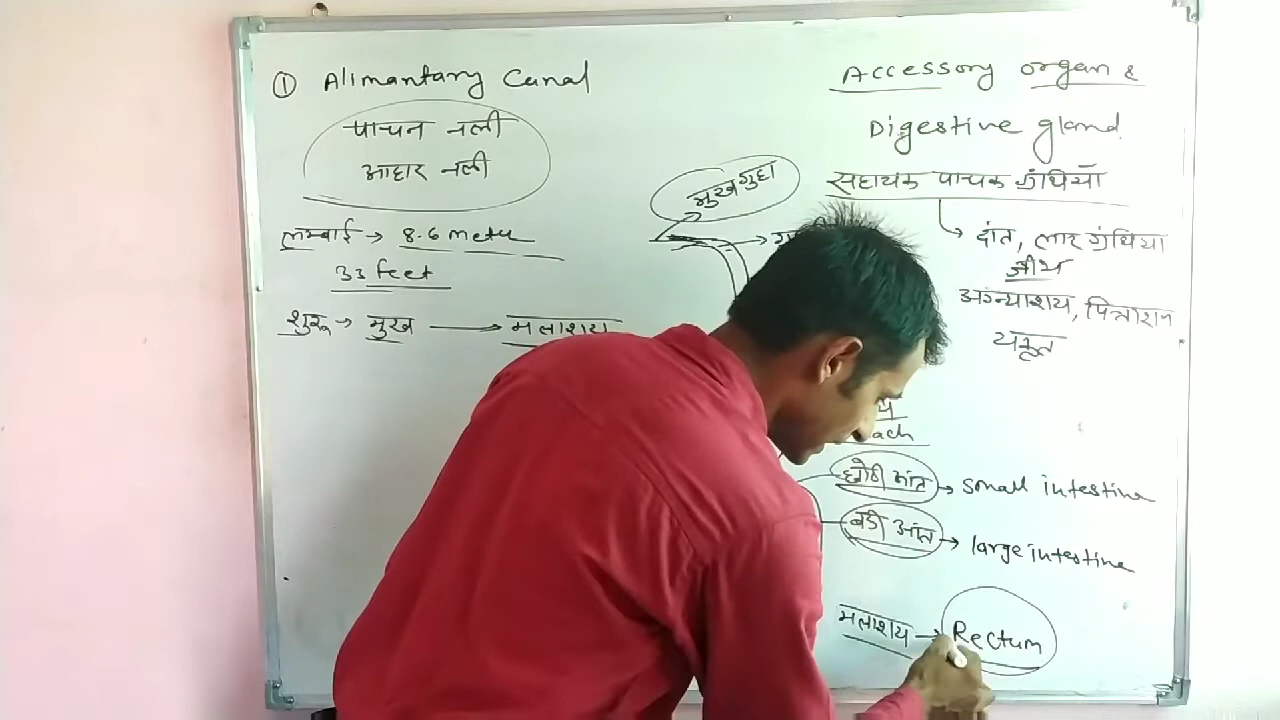 ① Alimantary Canal
पाचन नली
आहार नली
लम्बाई → 8.6 meter
33 feet
शुरू → मुख → मलाशय
मुखगुहा
Accessory organ &
Digestive gland
सहायक पाचक ग्रंथियाँ
दांत, लार ग्रंथिया
जीभ
अग्न्याशय, पित्ताशय
यकृत
छोटी आंत → small intestine
बडी आंत → large intestine
मलाशय → Rectum